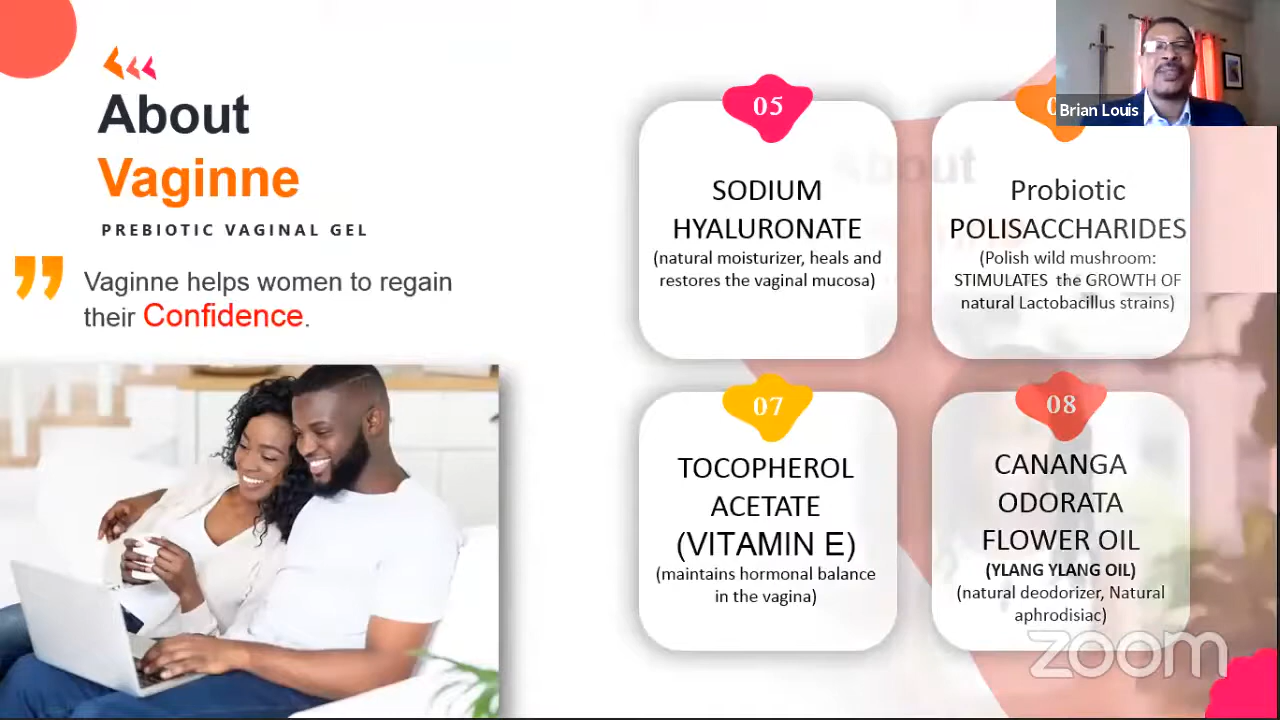 About
Vaginne
PREBIOTIC VAGINAL GEL
Vaginne helps women to regain
their Confidence.
05
SODIUM
HYALURONATE
(natural moisturizer, heals and
restores the vaginal mucosa)
Brian Louis
Probiotic
POLISACCHARIDES
(Polish wild mushroom:
STIMULATES the GROWTH OF
natural Lactobacillus strains)
07
TOCOPHEROL
ACETATE
(VITAMIN E)
(maintains hormonal balance
in the vagina)
08
CANANGA
ODORATA
FLOWER OIL
(YLANG YLANG OIL)
(natural deodorizer, Natural
aphrodisiac)
zoom